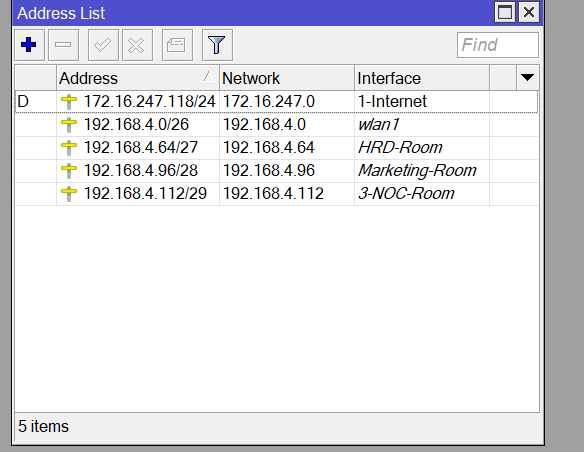 Address List
Find
Address Network Interface
D 172.16.247.118/24 172.16.247.0 1-Internet
192.168.4.0/26 192.168.4.0 wlan1
192.168.4.64/27 192.168.4.64 HRD-Room
192.168.4.96/28 192.168.4.96 Marketing-Room
192.168.4.112/29 192.168.4.112 3-NOC-Room
5 items